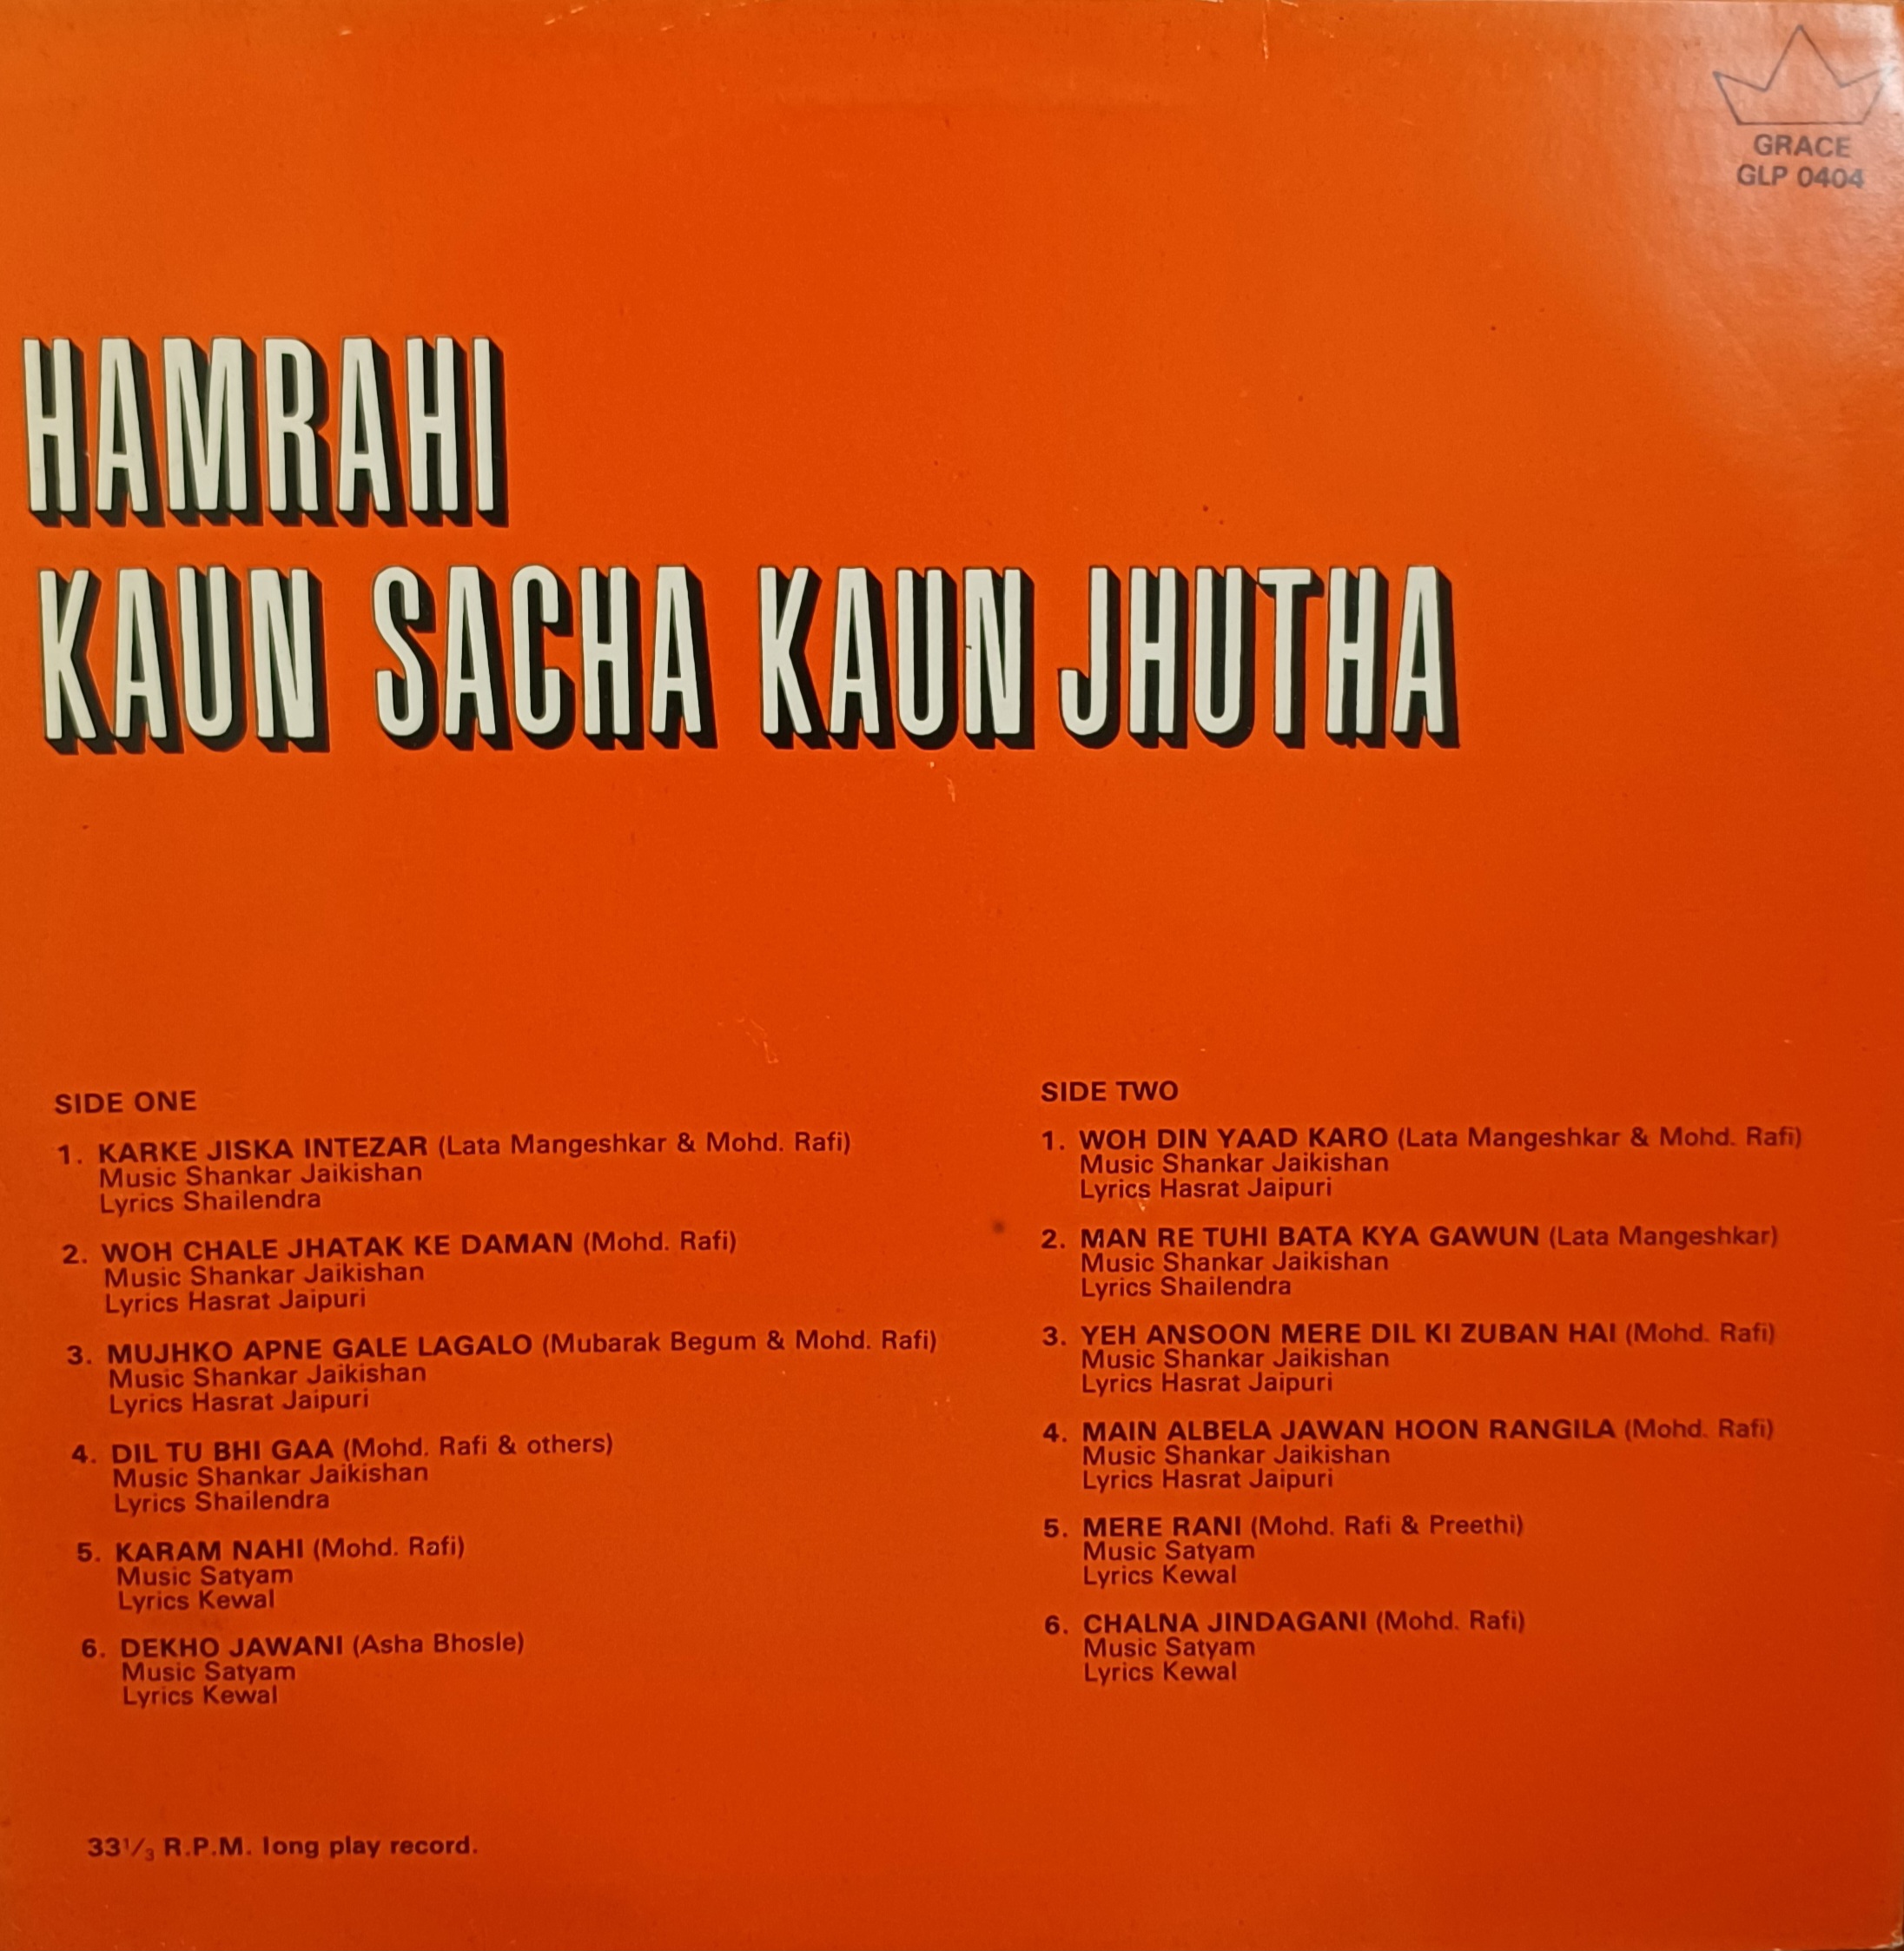 GRACE
GLP 0404
HAMRAHI
KAUN SACHA KAUN JHUTHA
SIDE ONE
1. KARKE JISKA INTEZAR (Lata Mangeshkar & Mohd. Rafi)
Music Shankar Jaikishan
Lyrics Shailendra
2. WOH CHALE JHATAK KE DAMAN (Mohd. Rafi)
Music Shankar Jaikishan
Lyrics Hasrat Jaipuri
3. MUJHKO APNE GALE LAGALO (Mubarak Begum & Mohd. Rafi)
Music Shankar Jaikishan
Lyrics Hasrat Jaipuri
4. DIL TU BHI GAA (Mohd. Rafi & others)
Music Shankar Jaikishan
Lyrics Shailendra
5. KARAM NAHI (Mohd. Rafi)
Music Satyam
Lyrics Kewal
6. DEKHO JAWANI (Asha Bhosle)
Music Satyam
Lyrics Kewal
SIDE TWO
1. WOH DIN YAAD KARO (Lata Mangeshkar & Mohd. Rafi)
Music Shankar Jaikishan
Lyrics Hasrat Jaipuri
2. MAN RE TUHI BATA KYA GAWUN (Lata Mangeshkar)
Music Shankar Jaikishan
Lyrics Shailendra
3. YEH ANSOON MERE DIL KI ZUBAN HAI (Mohd. Rafi)
Music Shankar Jaikishan
Lyrics Hasrat Jaipuri
4. MAIN ALBELA JAWAN HOON RANGILA (Mohd. Rafi)
Music Shankar Jaikishan
Lyrics Hasrat Jaipuri
5. MERE RANI (Mohd. Rafi & Preethi)
Music Satyam
Lyrics Kewal
6. CHALNA JINDAGANI (Mohd. Rafi)
Music Satyam
Lyrics Kewal
33⅓ R.P.M. long play record.